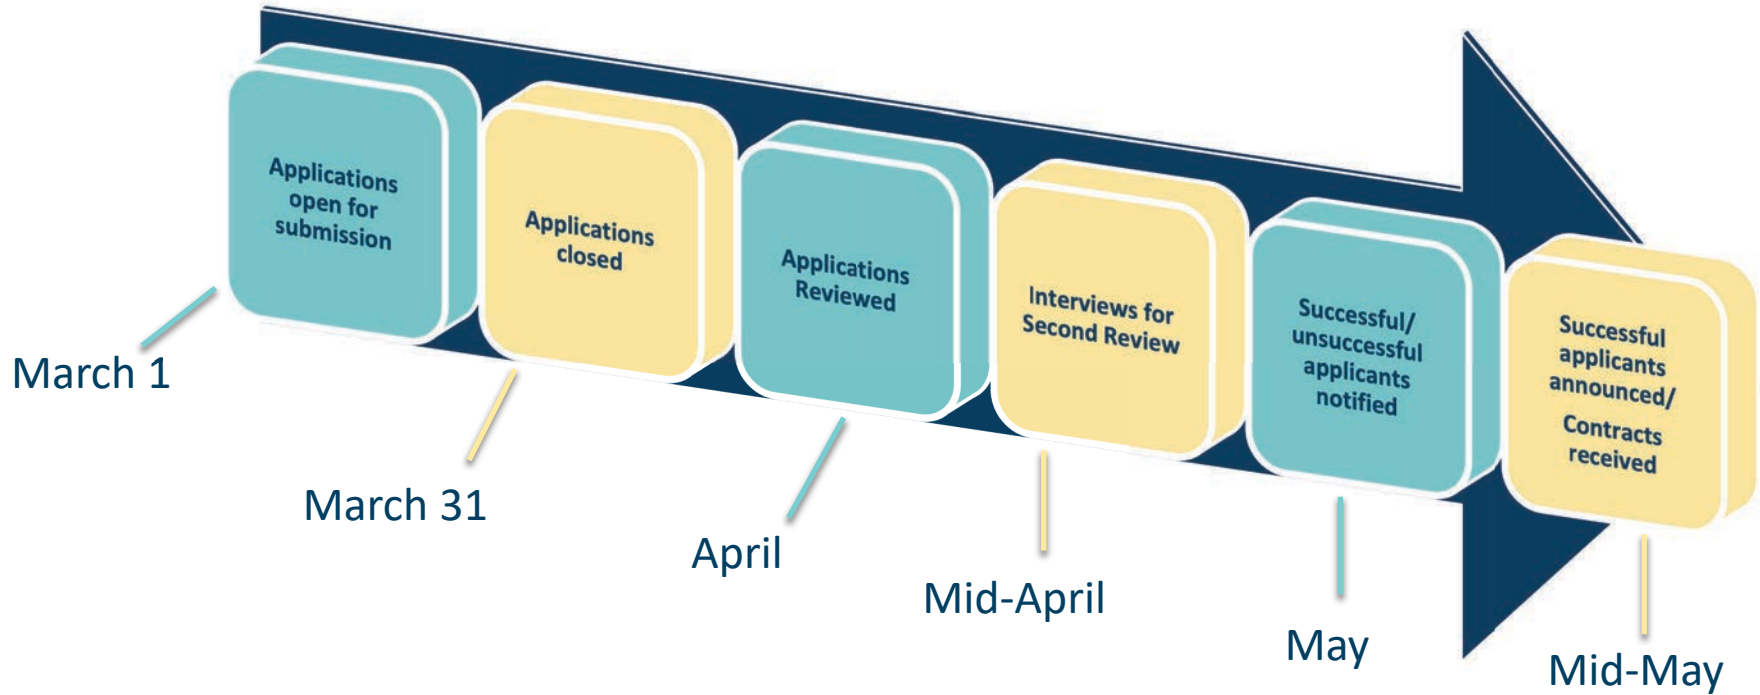 Applications
open for
submission
March 1
Applications
closed
March 31
Applications
Reviewed
April
Interviews for
Second Review
Mid-April
Successful/
unsuccessful
applicants
notified
May
Successful
applicants
announced/
Contracts
received
Mid-May